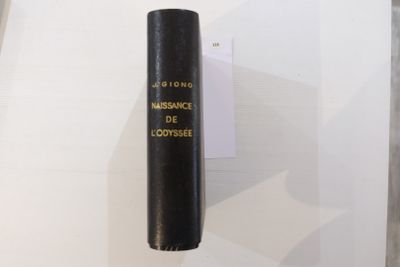 J. GIONO
NAISSANCE
DE
L'ODYSSÉE